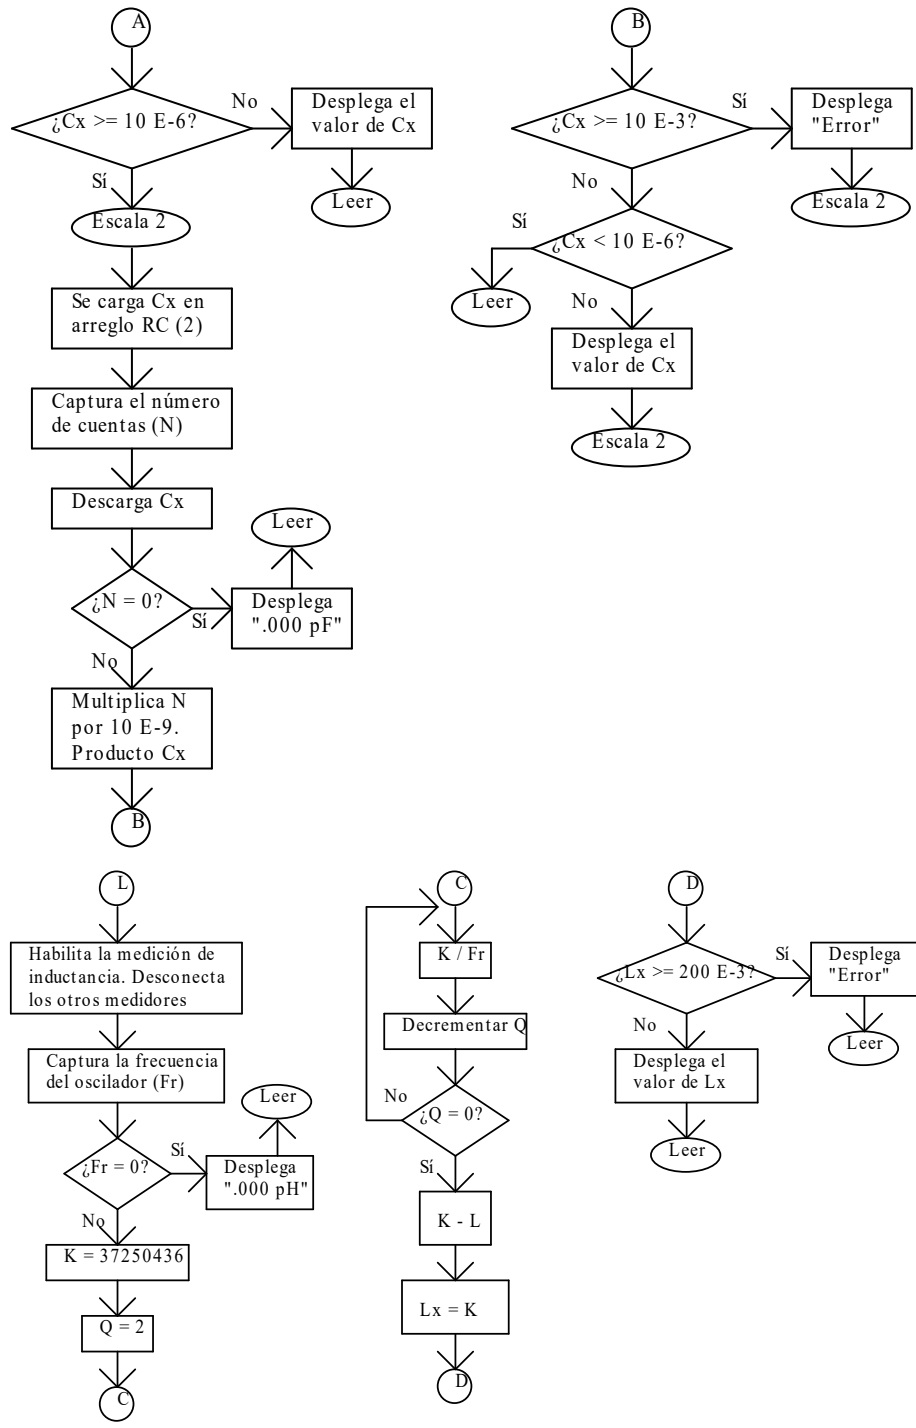 A
¿Cx >= 10 E-6?
No
Desplega el
valor de Cx
Leer
Sí
Escala 2
Se carga Cx en
arreglo RC (2)
Captura el número
de cuentas (N)
Descarga Cx
¿N = 0?
Sí
Desplega
".000 pF"
Leer
No
Multiplica N
por 10 E-9.
Producto Cx
B
B
¿Cx >= 10 E-3?
Sí
Desplega
"Error"
Escala 2
No
¿Cx < 10 E-6?
Sí
Leer
No
Desplega el
valor de Cx
Escala 2
L
Habilita la medición de
inductancia. Desconecta
los otros medidores
Captura la frecuencia
del oscilador (Fr)
¿Fr = 0?
Sí
Desplega
".000 pH"
Leer
No
K = 37250436
Q = 2
C
C
K / Fr
Decrementar Q
¿Q = 0?
No
Sí
K - L
Lx = K
D
D
¿Lx >= 200 E-3?
Sí
Desplega
"Error"
Leer
No
Desplega el
valor de Lx
Leer